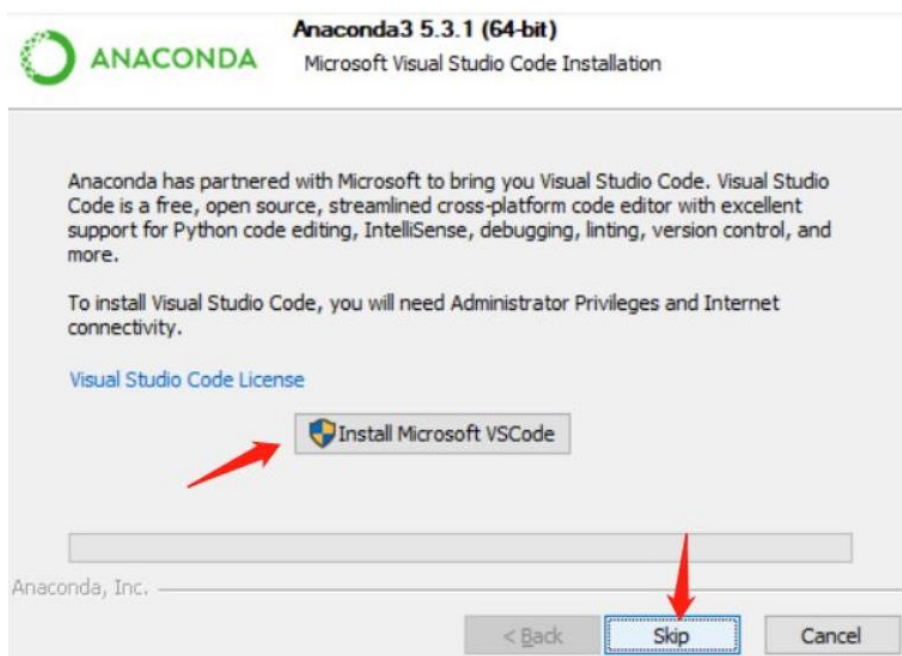 Anaconda3 5.3.1 (64-bit)
ANACONDA
Microsoft Visual Studio Code Installation
Anaconda has partnered with Microsoft to bring you Visual Studio Code. Visual Studio
Code is a free, open source, streamlined cross-platform code editor with excellent
support for Python code editing, IntelliSense, debugging, linting, version control, and
more.
To install Visual Studio Code, you will need Administrator Privileges and Internet
connectivity.
Visual Studio Code License
Install Microsoft VSCode
Anaconda, Inc.
< Back
Skip
Cancel